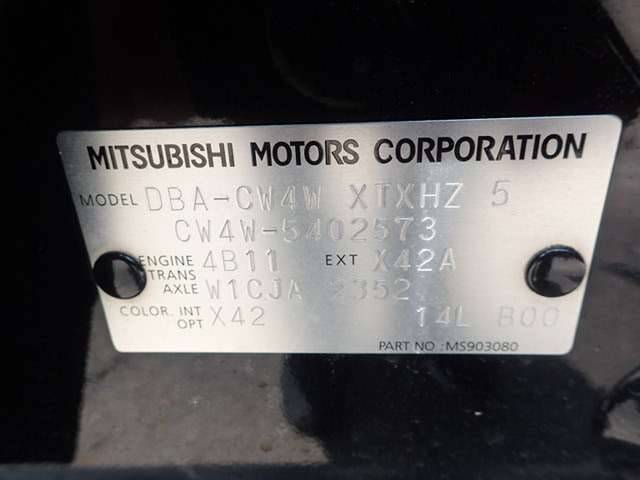 MITSUBISHI MOTORS CORPORATION
MODEL DBA-CW4W XTXHZ 5
CW4W-5402573
ENGINE 4B11 EXT X42A
TRANS AXLE W1CJA 2352
COLOR. INT OPT X42 14L B00
PART NO : MS903080